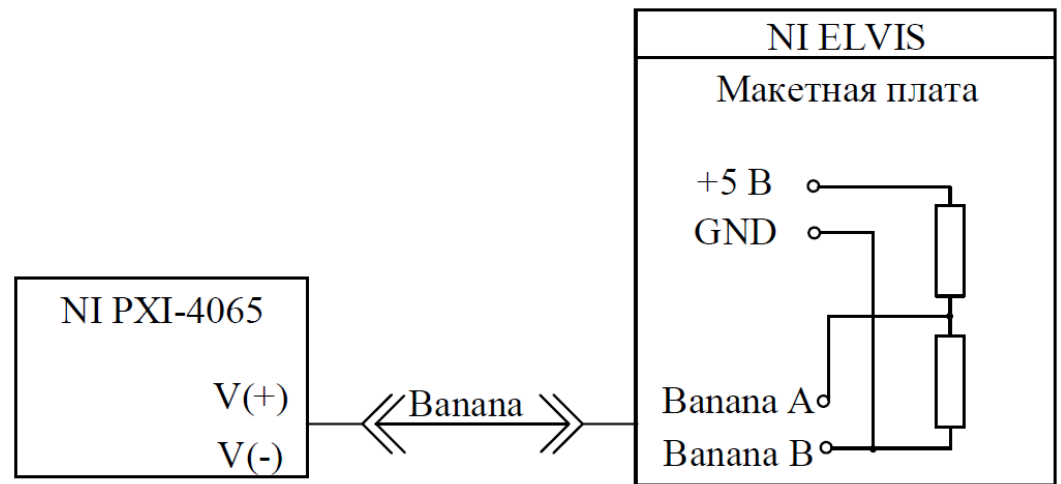 NI ELVIS
Макетная плата
+5 В
GND
NI PXI-4065
V(+)
V(-)
Banana
Banana A
Banana B